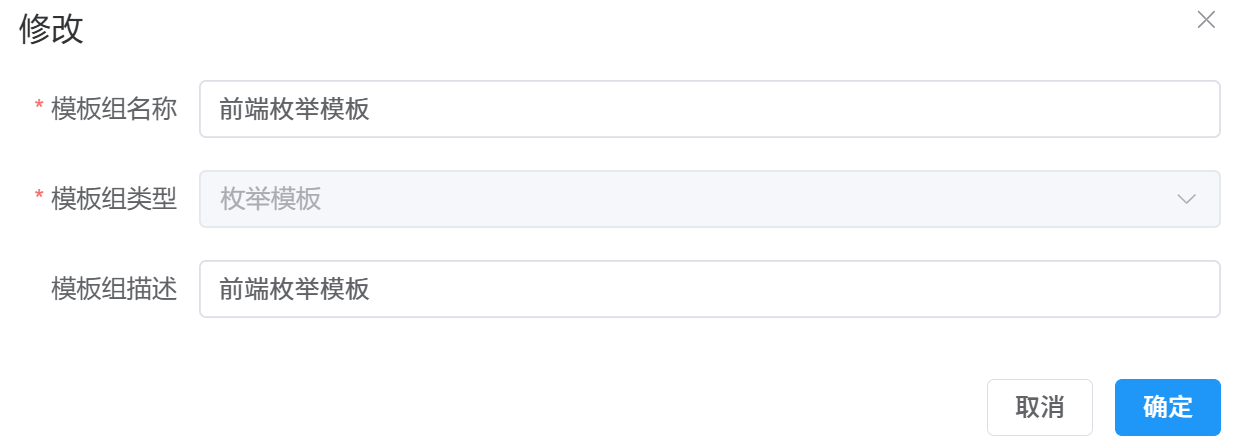 修改
* 模板组名称 前端枚举模板
* 模板组类型 枚举模板
模板组描述 前端枚举模板
取消 确定